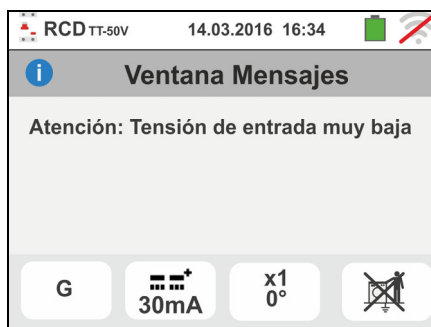 RCD TT-50V 14.03.2016 16:34
i Ventana Mensajes
Atención: Tensión de entrada muy baja
G
30mA
x1
0°